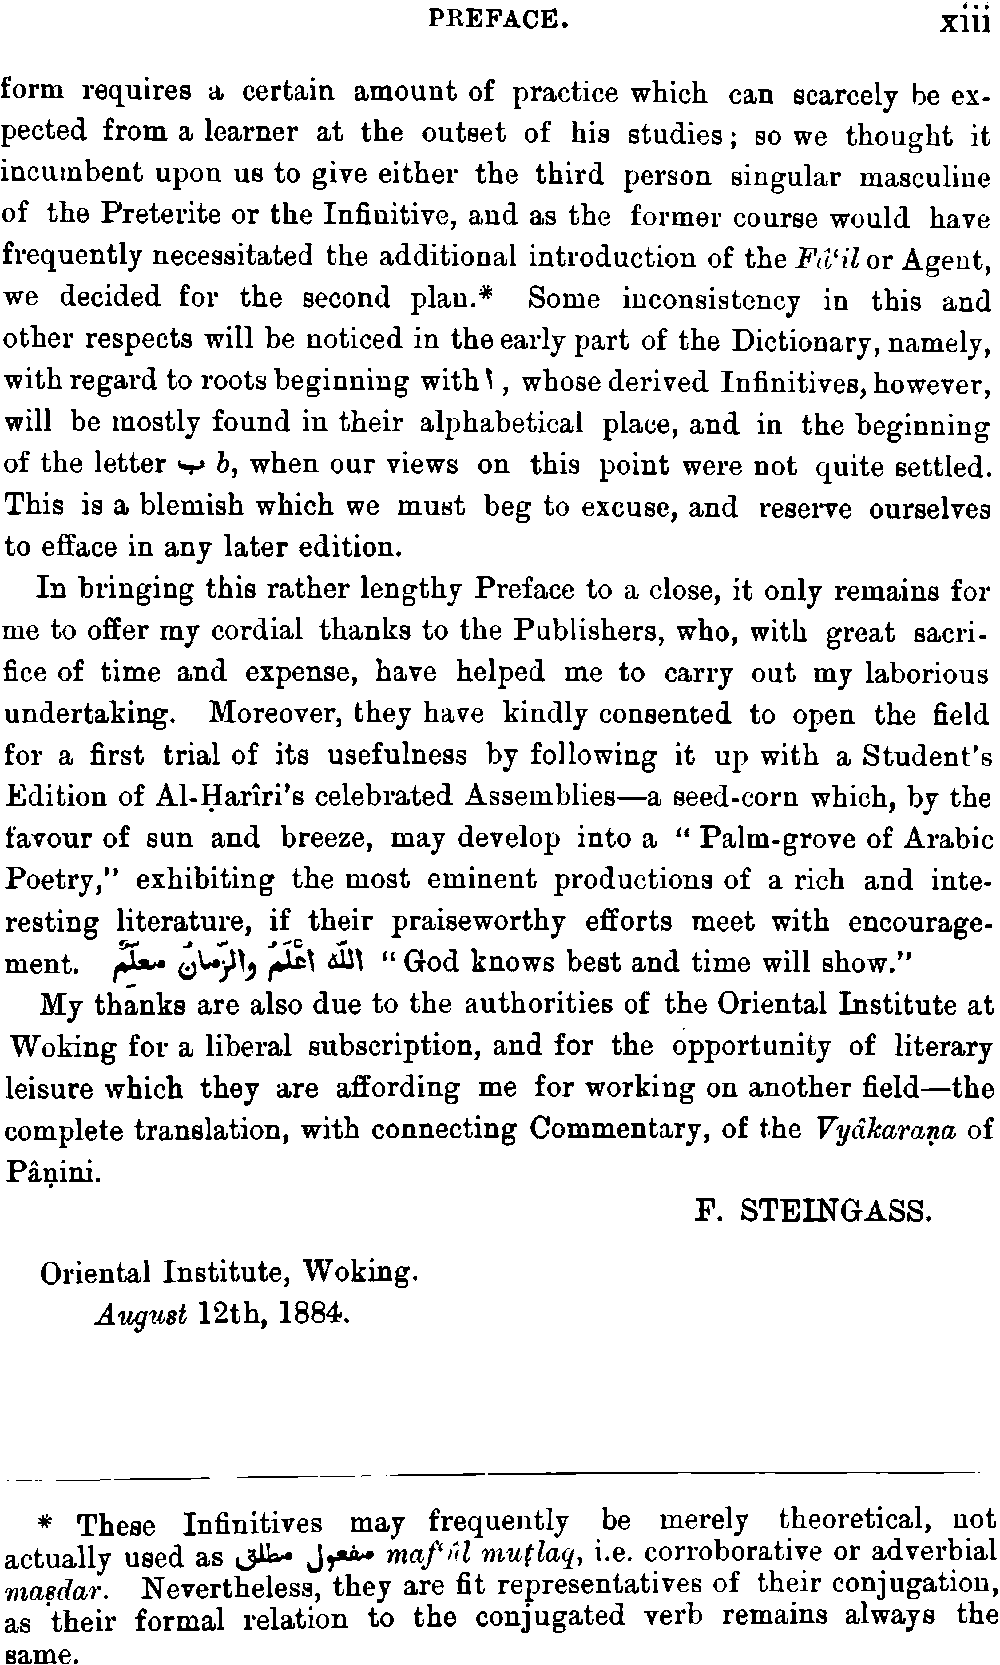 PREFACE. xiii
form requires a certain amount of practice which can scarcely be ex-
pected from a learner at the outset of his studies; so we thought it
incumbent upon us to give either the third person singular masculine
of the Preterite or the Infinitive, and as the former course would have
frequently necessitated the additional introduction of the Fâ‘il or Agent,
we decided for the second plan.* Some inconsistency in this and
other respects will be noticed in the early part of the Dictionary, namely,
with regard to roots beginning with ا, whose derived Infinitives, however,
will be mostly found in their alphabetical place, and in the beginning
of the letter ب b, when our views on this point were not quite settled.
This is a blemish which we must beg to excuse, and reserve ourselves
to efface in any later edition.
In bringing this rather lengthy Preface to a close, it only remains for
me to offer my cordial thanks to the Publishers, who, with great sacri-
fice of time and expense, have helped me to carry out my laborious
undertaking. Moreover, they have kindly consented to open the field
for a first trial of its usefulness by following it up with a Student's
Edition of Al-Ḥarîri's celebrated Assemblies—a seed-corn which, by the
favour of sun and breeze, may develop into a “ Palm-grove of Arabic
Poetry,” exhibiting the most eminent productions of a rich and inte-
resting literature, if their praiseworthy efforts meet with encourage-
ment. اللّٰه اَعْلَمُ والزَّمانُ معلِّمٌ “ God knows best and time will show.”
My thanks are also due to the authorities of the Oriental Institute at
Woking for a liberal subscription, and for the opportunity of literary
leisure which they are affording me for working on another field—the
complete translation, with connecting Commentary, of the Vyâkaraṇa of
Pâṇini.
F. STEINGASS.
Oriental Institute, Woking.
August 12th, 1884.
* These Infinitives may frequently be merely theoretical, not
actually used as مفعول مطلق maf‘ûl muṭlaq, i.e. corroborative or adverbial
maṣdar. Nevertheless, they are fit representatives of their conjugation,
as their formal relation to the conjugated verb remains always the
same.